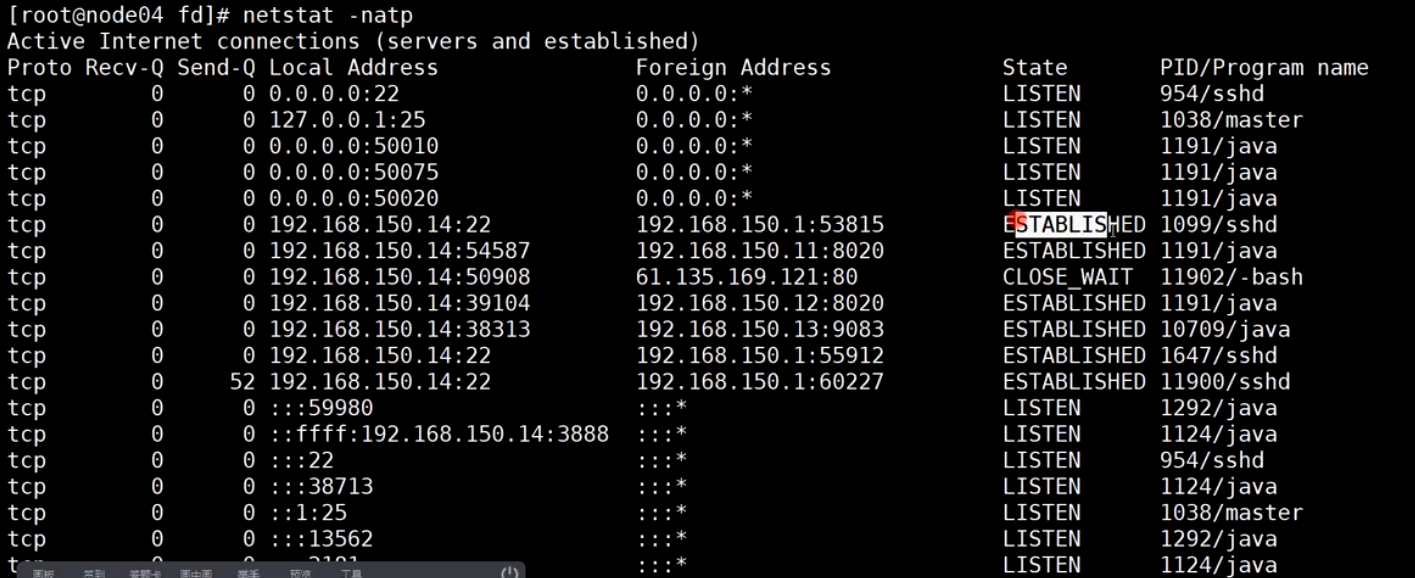 [root@node04 fd]# netstat -natp
Active Internet connections (servers and established)
Proto Recv-Q Send-Q Local Address Foreign Address State PID/Program name
tcp 0 0 0.0.0.0:22 0.0.0.0:* LISTEN 954/sshd
tcp 0 0 127.0.0.1:25 0.0.0.0:* LISTEN 1038/master
tcp 0 0 0.0.0.0:50010 0.0.0.0:* LISTEN 1191/java
tcp 0 0 0.0.0.0:50075 0.0.0.0:* LISTEN 1191/java
tcp 0 0 0.0.0.0:50020 0.0.0.0:* LISTEN 1191/java
tcp 0 0 192.168.150.14:22 192.168.150.1:53815 ESTABLISHED 1099/sshd
tcp 0 0 192.168.150.14:54587 192.168.150.11:8020 ESTABLISHED 1191/java
tcp 0 0 192.168.150.14:50908 61.135.169.121:80 CLOSE_WAIT 11902/-bash
tcp 0 0 192.168.150.14:39104 192.168.150.12:8020 ESTABLISHED 1191/java
tcp 0 0 192.168.150.14:38313 192.168.150.13:9083 ESTABLISHED 10709/java
tcp 0 0 192.168.150.14:22 192.168.150.1:55912 ESTABLISHED 1647/sshd
tcp 0 52 192.168.150.14:22 192.168.150.1:60227 ESTABLISHED 11900/sshd
tcp 0 0 :::59980 :::* LISTEN 1292/java
tcp 0 0 ::ffff:192.168.150.14:3888 :::* LISTEN 1124/java
tcp 0 0 :::22 :::* LISTEN 954/sshd
tcp 0 0 :::38713 :::* LISTEN 1124/java
tcp 0 0 ::1:25 :::* LISTEN 1038/master
tcp 0 0 :::13562 :::* LISTEN 1292/java
:::* LISTEN 1124/java